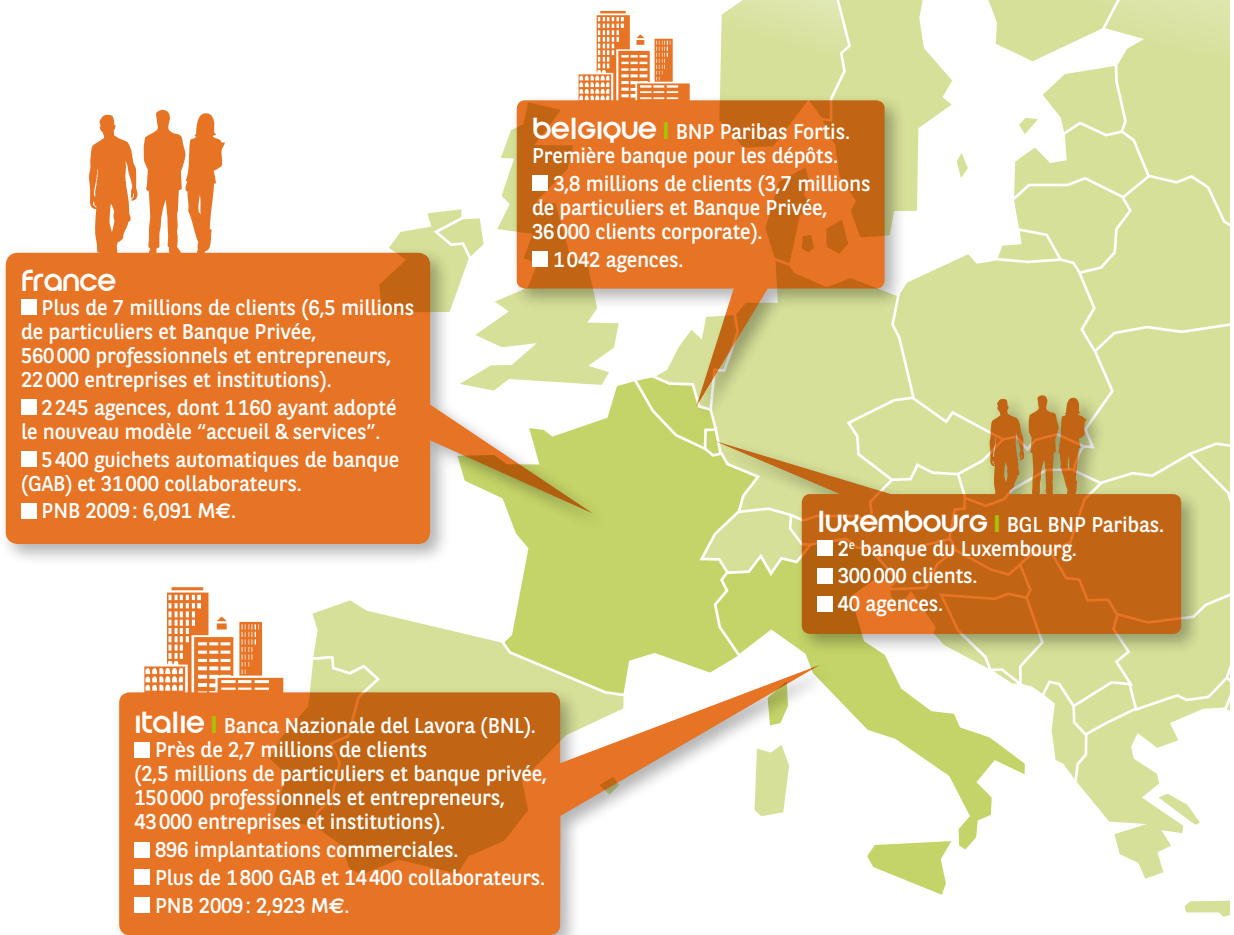 belgique | BNP Paribas Fortis.
Première banque pour les dépôts.
■ 3,8 millions de clients (3,7 millions
de particuliers et Banque Privée,
36 000 clients corporate).
■ 1 042 agences.
france
■ Plus de 7 millions de clients (6,5 millions
de particuliers et Banque Privée,
560 000 professionnels et entrepreneurs,
22 000 entreprises et institutions).
■ 2 245 agences, dont 1 160 ayant adopté
le nouveau modèle “accueil & services”.
■ 5 400 guichets automatiques de banque
(GAB) et 31 000 collaborateurs.
■ PNB 2009 : 6,091 M€.
luxembourg | BGL BNP Paribas.
■ 2e banque du Luxembourg.
■ 300 000 clients.
■ 40 agences.
italie | Banca Nazionale del Lavora (BNL).
■ Près de 2,7 millions de clients
(2,5 millions de particuliers et banque privée,
150 000 professionnels et entrepreneurs,
43 000 entreprises et institutions).
■ 896 implantations commerciales.
■ Plus de 1 800 GAB et 14 400 collaborateurs.
■ PNB 2009 : 2,923 M€.